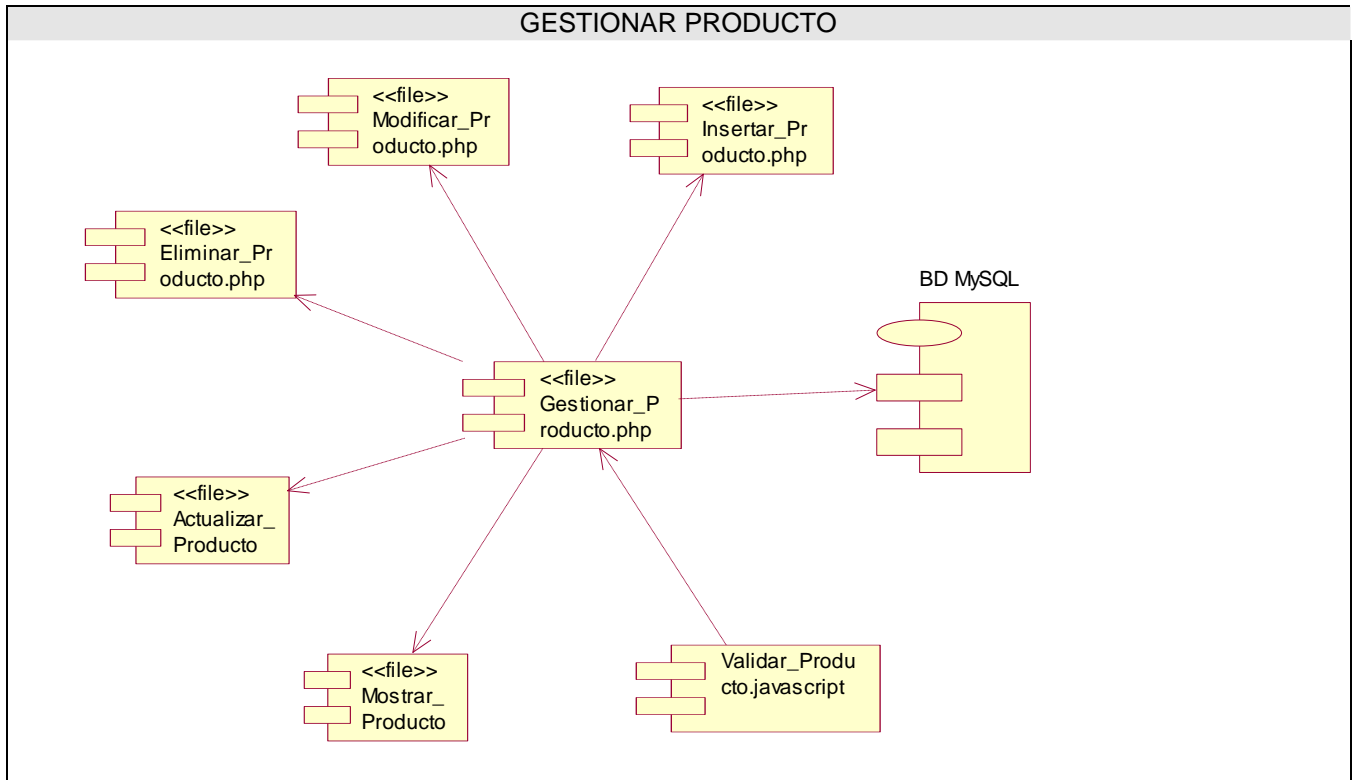 GESTIONAR PRODUCTO
<<file>>
Modificar_Pr
oducto.php
<<file>>
Insertar_Pr
oducto.php
<<file>>
Eliminar_Pr
oducto.php
BD MySQL
<<file>>
Gestionar_P
roducto.php
<<file>>
Actualizar_
Producto
<<file>>
Mostrar_
Producto
Validar_Produ
cto.javascript